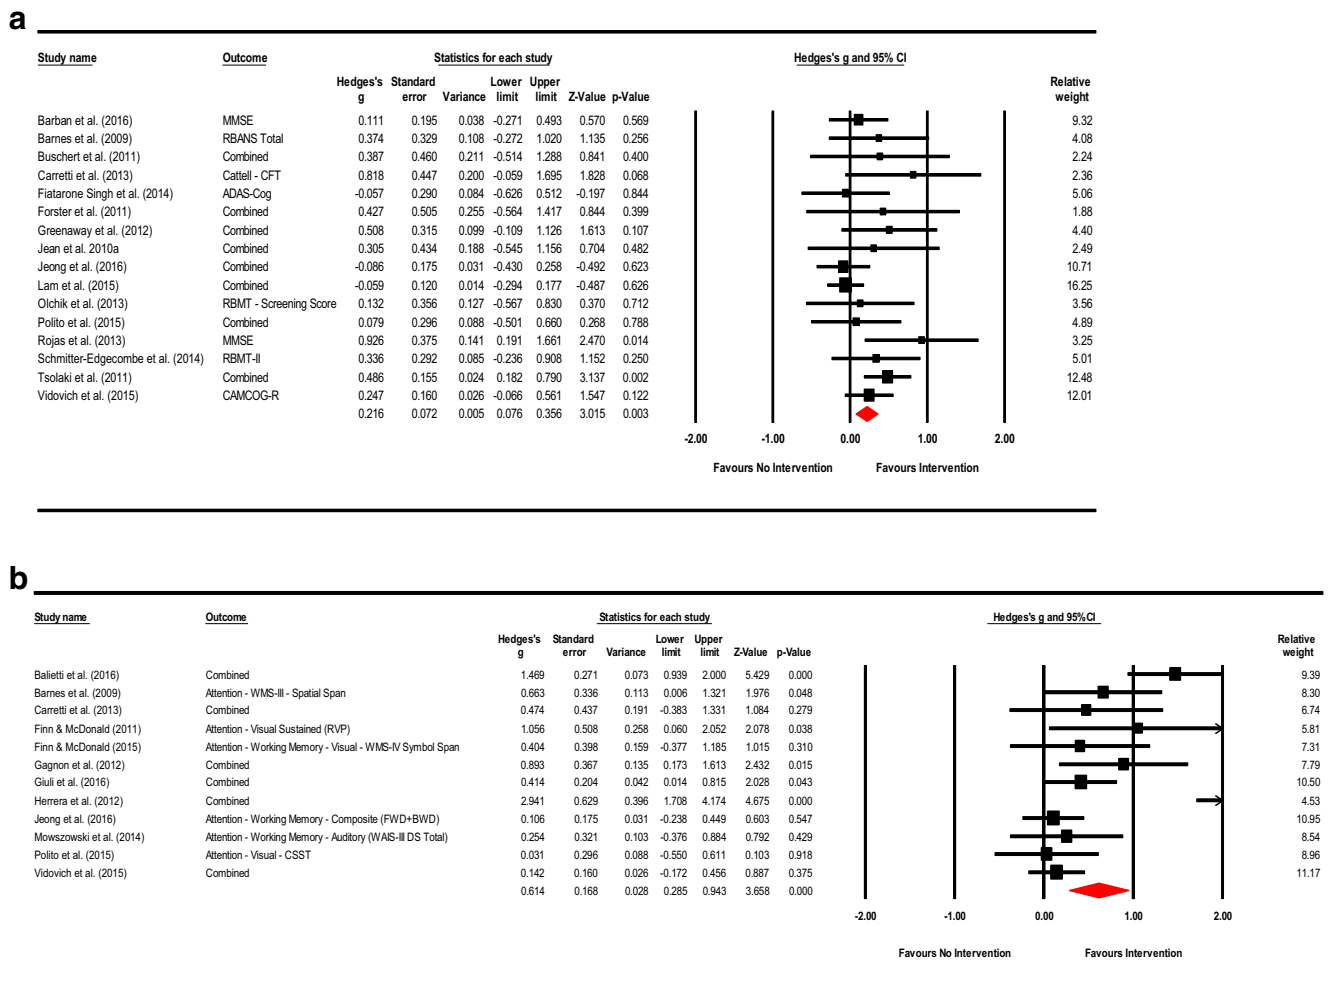 a
Study name Outcome Statistics for each study Hedges's g and 95% CI
Hedges's Standard Lower Upper Relative
g error Variance limit limit Z-Value p-Value weight
Barban et al. (2016) MMSE 0.111 0.195 0.038 -0.271 0.493 0.570 0.569 9.32
Barnes et al. (2009) RBANS Total 0.374 0.329 0.108 -0.272 1.020 1.135 0.256 4.08
Buschert et al. (2011) Combined 0.387 0.460 0.211 -0.514 1.288 0.841 0.400 2.24
Carretti et al. (2013) Cattell - CFT 0.818 0.447 0.200 -0.059 1.695 1.828 0.068 2.36
Fiatarone Singh et al. (2014) ADAS-Cog -0.057 0.290 0.084 -0.626 0.512 -0.197 0.844 5.06
Forster et al. (2011) Combined 0.427 0.505 0.255 -0.564 1.417 0.844 0.399 1.88
Greenaway et al. (2012) Combined 0.508 0.315 0.099 -0.109 1.126 1.613 0.107 4.40
Jean et al. 2010a Combined 0.305 0.434 0.188 -0.545 1.156 0.704 0.482 2.49
Jeong et al. (2016) Combined -0.086 0.175 0.031 -0.430 0.258 -0.492 0.623 10.71
Lam et al. (2015) Combined -0.059 0.120 0.014 -0.294 0.177 -0.487 0.626 16.25
Olchik et al. (2013) RBMT - Screening Score 0.132 0.356 0.127 -0.567 0.830 0.370 0.712 3.56
Polito et al. (2015) Combined 0.079 0.296 0.088 -0.501 0.660 0.268 0.788 4.89
Rojas et al. (2013) MMSE 0.926 0.375 0.141 0.191 1.661 2.470 0.014 3.25
Schmitter-Edgecombe et al. (2014) RBMT-II 0.336 0.292 0.085 -0.236 0.908 1.152 0.250 5.01
Tsolaki et al. (2011) Combined 0.486 0.155 0.024 0.182 0.790 3.137 0.002 12.48
Vidovich et al. (2015) CAMCOG-R 0.247 0.160 0.026 -0.066 0.561 1.547 0.122 12.01
0.216 0.072 0.005 0.076 0.356 3.015 0.003
-2.00 -1.00 0.00 1.00 2.00
Favours No Intervention Favours Intervention
b
Study name Outcome Statistics for each study Hedges's g and 95%CI
Hedges's Standard Lower Upper Relative
g error Variance limit limit Z-Value p-Value weight
Balietti et al. (2016) Combined 1.469 0.271 0.073 0.939 2.000 5.429 0.000 9.39
Barnes et al. (2009) Attention - WMS-III - Spatial Span 0.663 0.336 0.113 0.006 1.321 1.976 0.048 8.30
Carretti et al. (2013) Combined 0.474 0.437 0.191 -0.383 1.331 1.084 0.279 6.74
Finn & McDonald (2011) Attention - Visual Sustained (RVP) 1.056 0.508 0.258 0.060 2.052 2.078 0.038 5.81
Finn & McDonald (2015) Attention - Working Memory - Visual - WMS-IV Symbol Span 0.404 0.398 0.159 -0.377 1.185 1.015 0.310 7.31
Gagnon et al. (2012) Combined 0.893 0.367 0.135 0.173 1.613 2.432 0.015 7.79
Giuli et al. (2016) Combined 0.414 0.204 0.042 0.014 0.815 2.028 0.043 10.50
Herrera et al. (2012) Combined 2.941 0.629 0.396 1.708 4.174 4.675 0.000 4.53
Jeong et al. (2016) Attention - Working Memory - Composite (FWD+BWD) 0.106 0.175 0.031 -0.238 0.449 0.603 0.547 10.95
Mowszowski et al. (2014) Attention - Working Memory - Auditory (WAIS-III DS Total) 0.254 0.321 0.103 -0.376 0.884 0.792 0.429 8.54
Polito et al. (2015) Attention - Visual - CSST 0.031 0.296 0.088 -0.550 0.611 0.103 0.918 8.96
Vidovich et al. (2015) Combined 0.142 0.160 0.026 -0.172 0.456 0.887 0.375 11.17
0.614 0.168 0.028 0.285 0.943 3.658 0.000
-2.00 -1.00 0.00 1.00 2.00
Favours No Intervention Favours Intervention